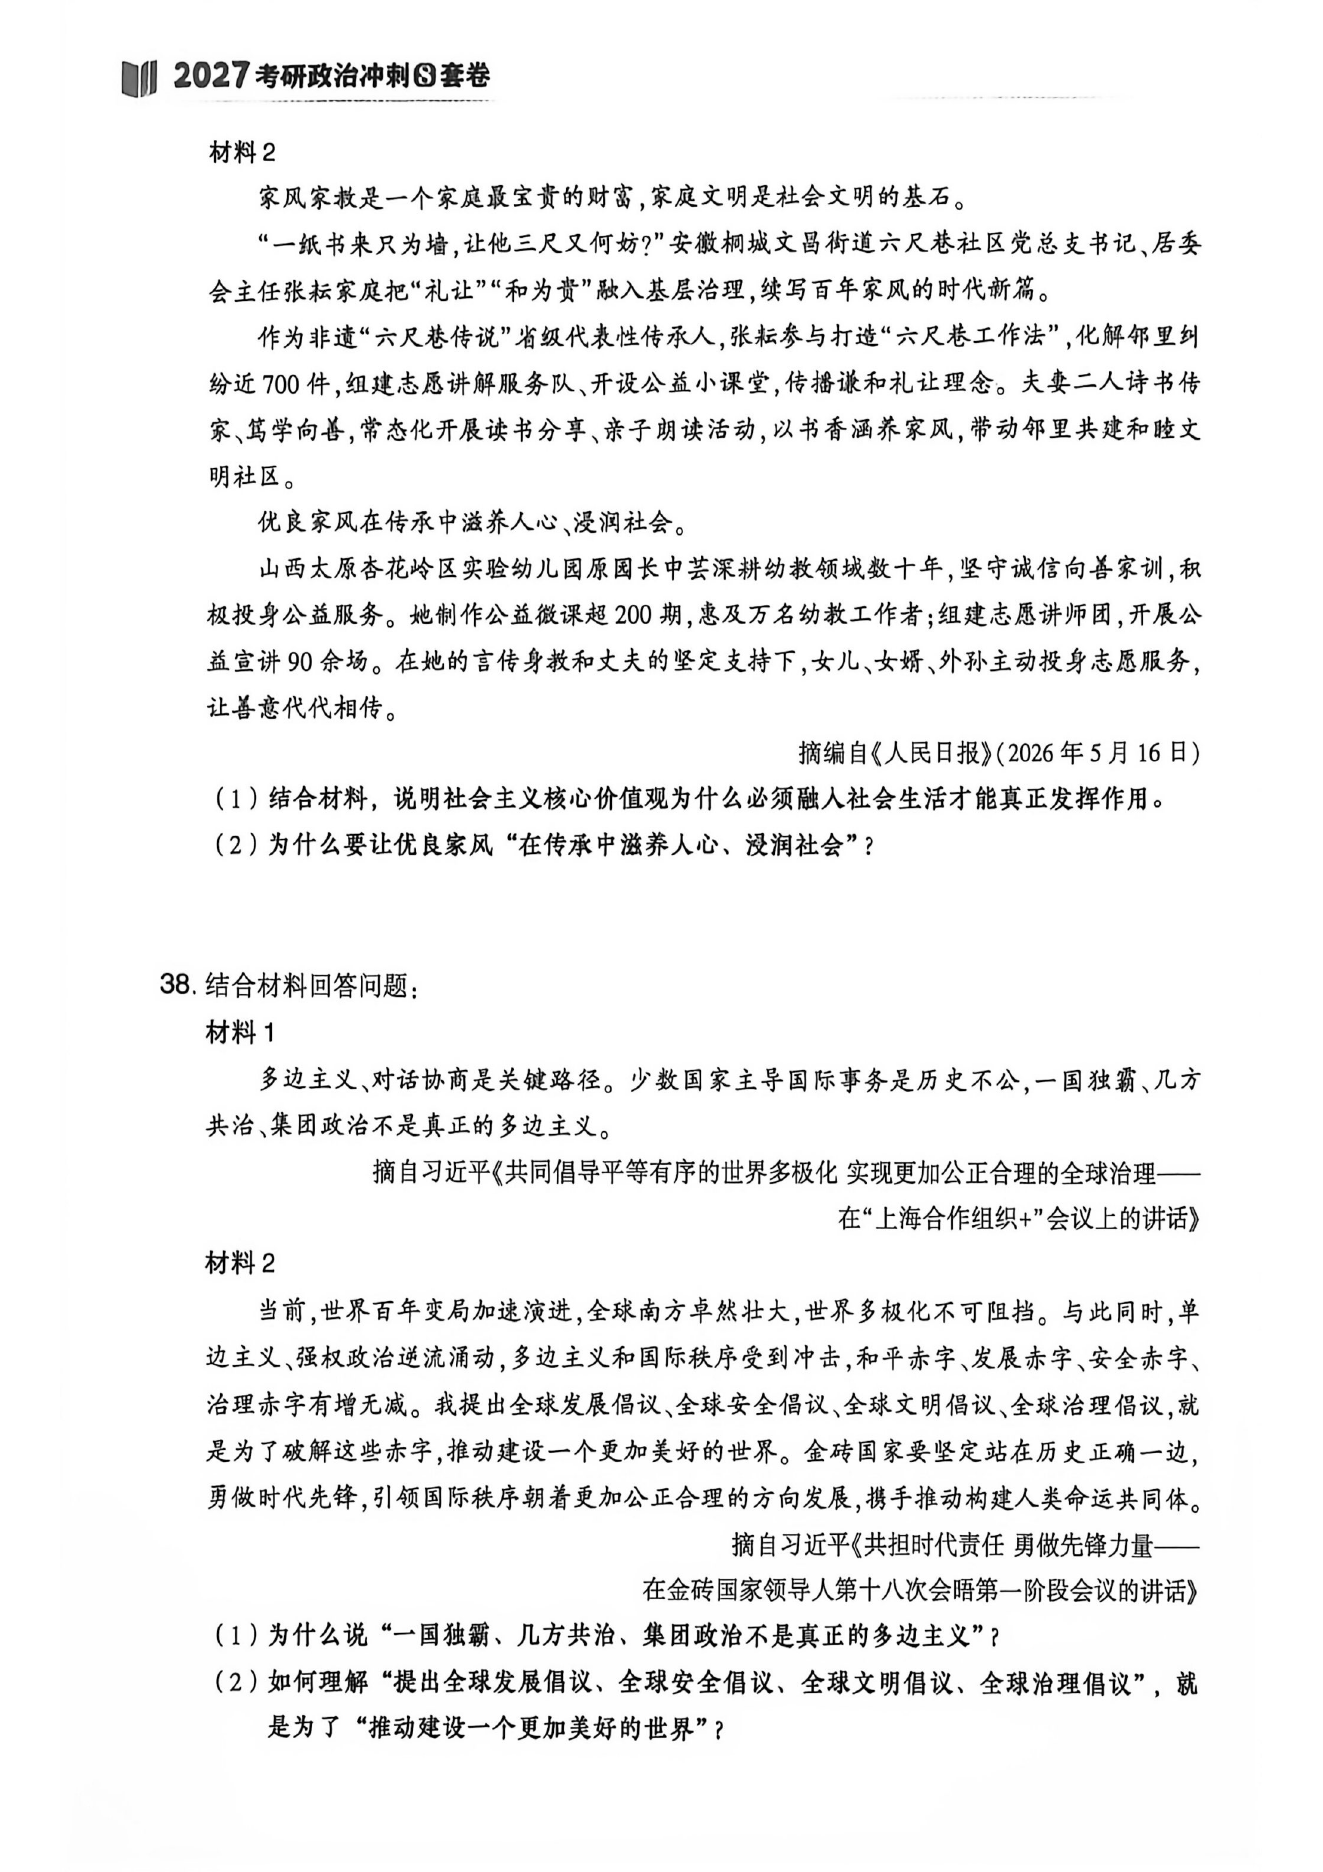 2027考研政治冲刺8套卷
材料2
家风家教是一个家庭最宝贵的财富,家庭文明是社会文明的基石。
“一纸书来只为墙,让他三尺又何妨?”安徽桐城文昌街道六尺巷社区党总支书记、居委
会主任张耘家庭把“礼让”“和为贵”融入基层治理,续写百年家风的时代新篇。
作为非遗“六尺巷传说”省级代表性传承人,张耘参与打造“六尺巷工作法”,化解邻里纠
纷近700件,组建志愿讲解服务队、开设公益小课堂,传播谦和礼让理念。夫妻二人诗书传
家、笃学向善,常态化开展读书分享、亲子朗读活动,以书香涵养家风,带动邻里共建和睦文
明社区。
优良家风在传承中滋养人心、浸润社会。
山西太原杏花岭区实验幼儿园原园长申芸深耕幼教领域数十年,坚守诚信向善家训,积
极投身公益服务。她制作公益微课超200期,惠及万名幼教工作者;组建志愿讲师团,开展公
益宣讲90余场。在她的言传身教和丈夫的坚定支持下,女儿、女婿、外孙主动投身志愿服务,
让善意代代相传。
摘编自《人民日报》(2026年5月16日)
(1)结合材料，说明社会主义核心价值观为什么必须融入社会生活才能真正发挥作用。
(2)为什么要让优良家风“在传承中滋养人心、浸润社会”?
38.结合材料回答问题:
材料1
多边主义、对话协商是关键路径。少数国家主导国际事务是历史不公,一国独霸、几方
共治、集团政治不是真正的多边主义。
摘自习近平《共同倡导平等有序的世界多极化 实现更加公正合理的全球治理——
在“上海合作组织+”会议上的讲话》
材料2
当前,世界百年变局加速演进,全球南方卓然壮大,世界多极化不可阻挡。与此同时,单
边主义、强权政治逆流涌动,多边主义和国际秩序受到冲击,和平赤字、发展赤字、安全赤字、
治理赤字有增无减。我提出全球发展倡议、全球安全倡议、全球文明倡议、全球治理倡议,就
是为了破解这些赤字,推动建设一个更加美好的世界。金砖国家要坚定站在历史正确一边,
勇做时代先锋,引领国际秩序朝着更加公正合理的方向发展,携手推动构建人类命运共同体。
摘自习近平《共担时代责任 勇做先锋力量——
在金砖国家领导人第十八次会晤第一阶段会议的讲话》
(1)为什么说“一国独霸、几方共治、集团政治不是真正的多边主义”?
(2)如何理解“提出全球发展倡议、全球安全倡议、全球文明倡议、全球治理倡议”，就
是为了“推动建设一个更加美好的世界”?